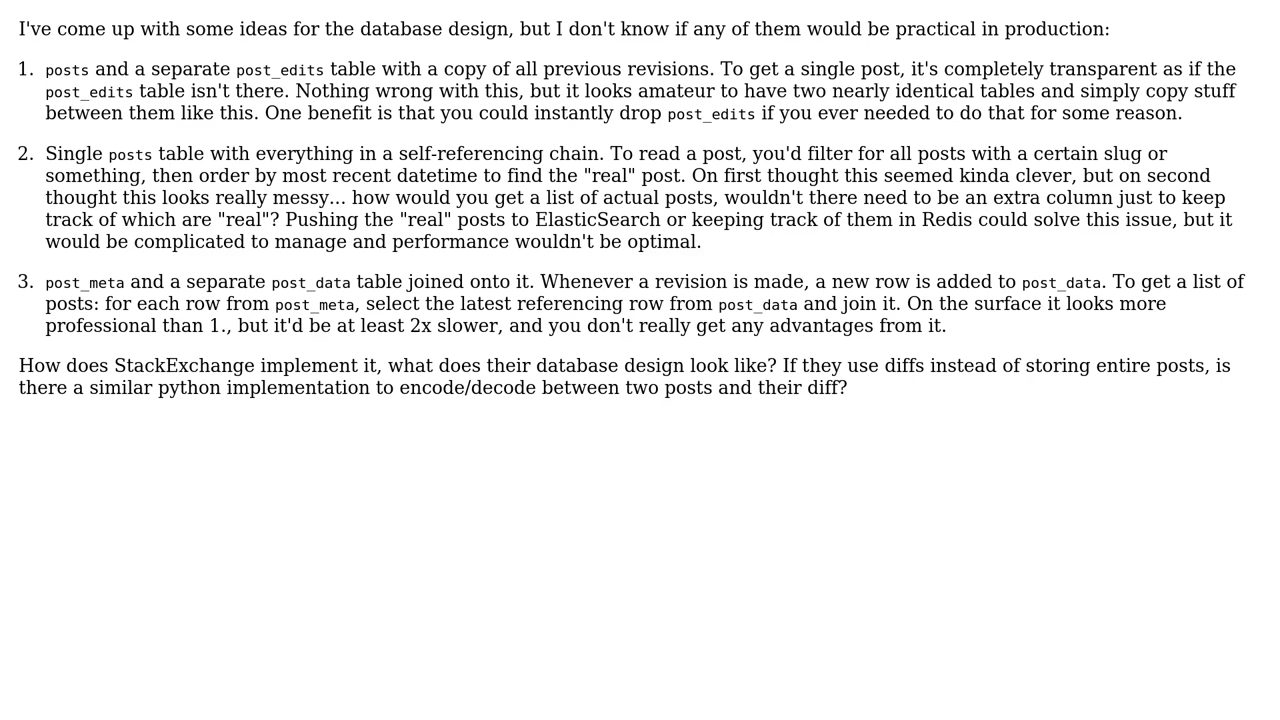 I've come up with some ideas for the database design, but I don't know if any of them would be practical in production:
1. posts and a separate post_edits table with a copy of all previous revisions. To get a single post, it's completely transparent as if the
post_edits table isn't there. Nothing wrong with this, but it looks amateur to have two nearly identical tables and simply copy stuff
between them like this. One benefit is that you could instantly drop post_edits if you ever needed to do that for some reason.
2. Single posts table with everything in a self-referencing chain. To read a post, you'd filter for all posts with a certain slug or
something, then order by most recent datetime to find the "real" post. On first thought this seemed kinda clever, but on second
thought this looks really messy... how would you get a list of actual posts, wouldn't there need to be an extra column just to keep
track of which are "real"? Pushing the "real" posts to ElasticSearch or keeping track of them in Redis could solve this issue, but it
would be complicated to manage and performance wouldn't be optimal.
3. post_meta and a separate post_data table joined onto it. Whenever a revision is made, a new row is added to post_data. To get a list of
posts: for each row from post_meta, select the latest referencing row from post_data and join it. On the surface it looks more
professional than 1., but it'd be at least 2x slower, and you don't really get any advantages from it.
How does StackExchange implement it, what does their database design look like? If they use diffs instead of storing entire posts, is
there a similar python implementation to encode/decode between two posts and their diff?